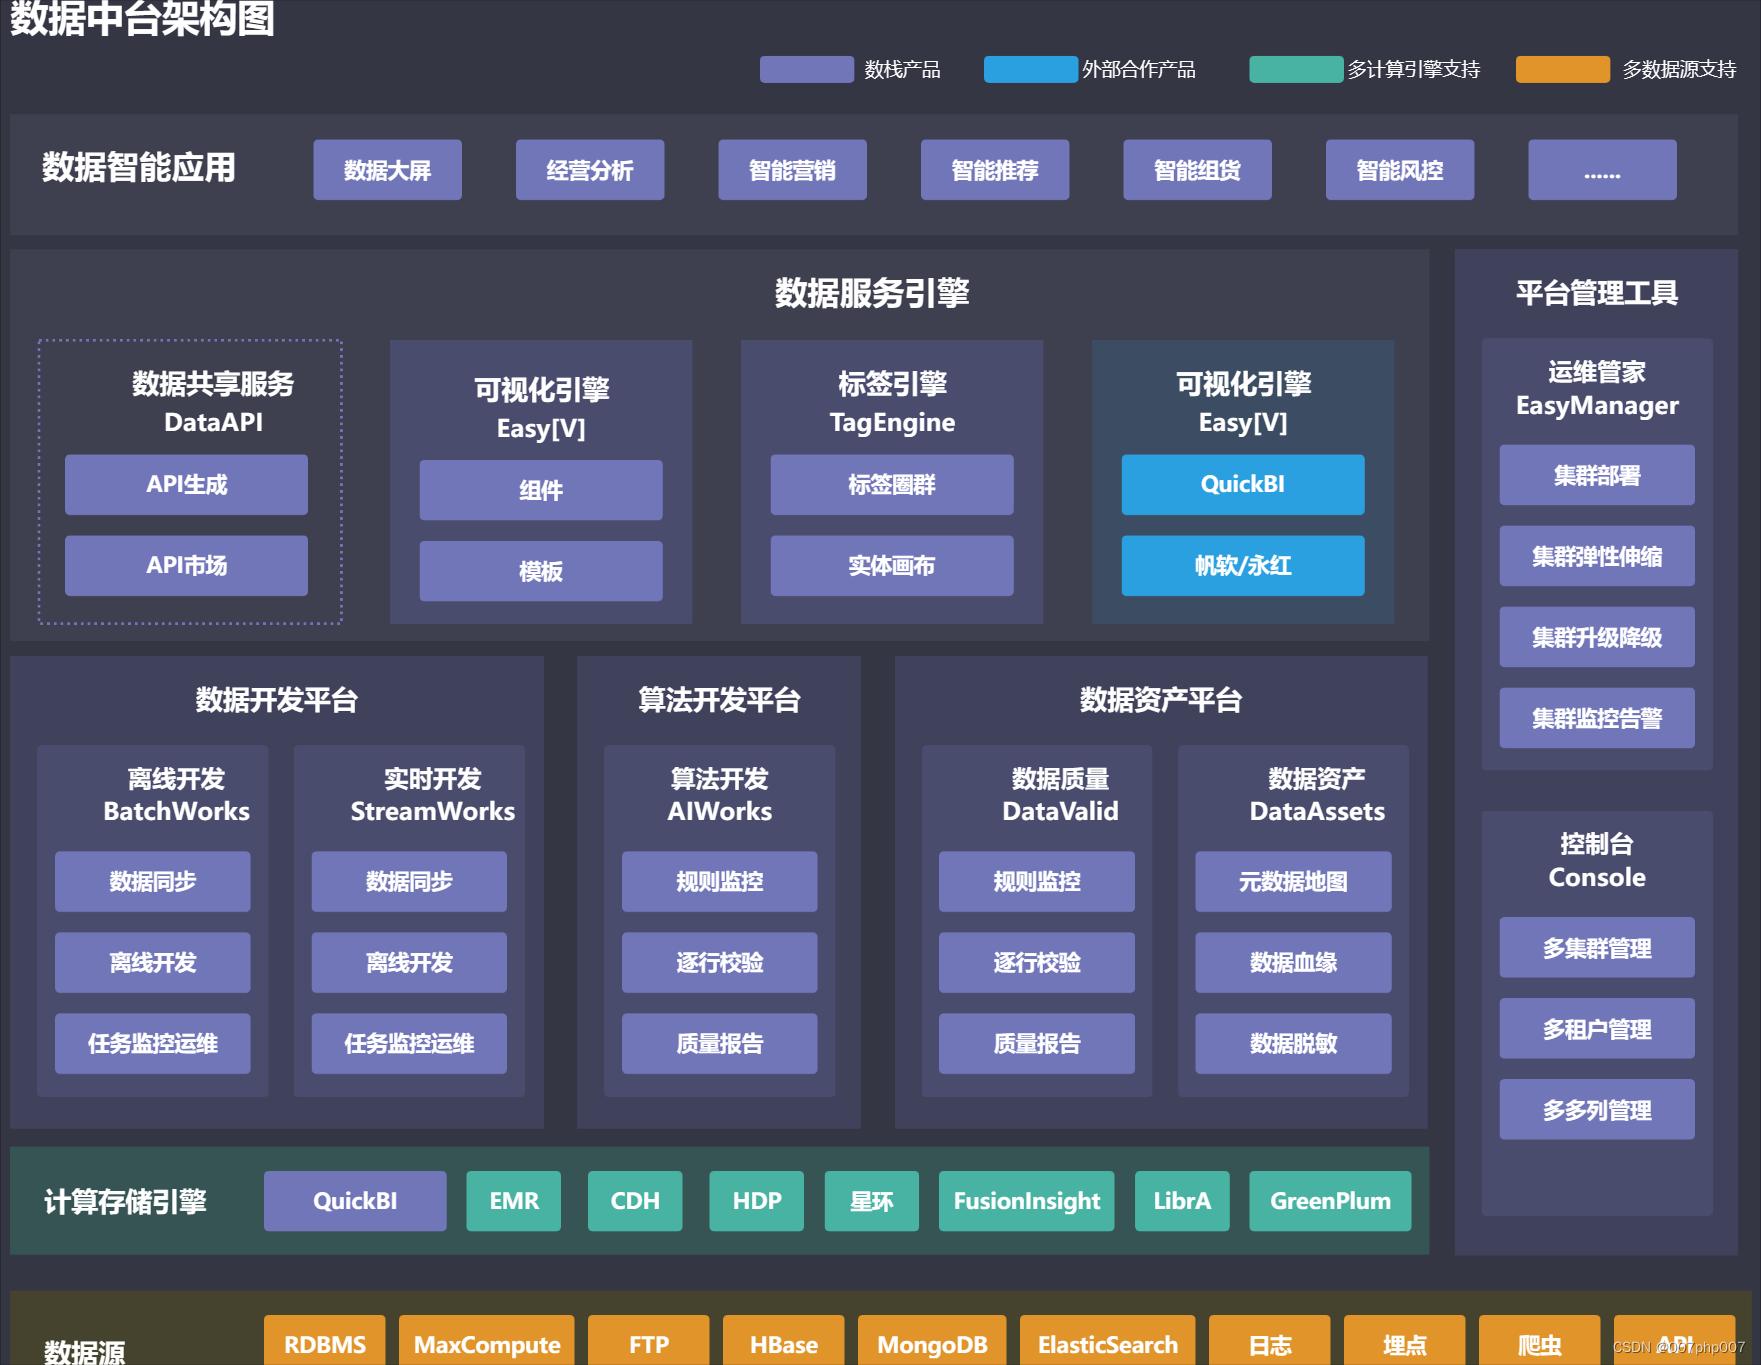 数据中台架构图
数栈产品
外部合作产品
多计算引擎支持
多数据源支持
数据智能应用
数据大屏
经营分析
智能营销
智能推荐
智能组货
智能风控
......
数据服务引擎
数据共享服务
DataAPI
API生成
API市场
可视化引擎
Easy[V]
组件
模板
标签引擎
TagEngine
标签圈群
实体画布
可视化引擎
Easy[V]
QuickBI
帆软/永红
平台管理工具
运维管家
EasyManager
集群部署
集群弹性伸缩
集群升级降级
集群监控告警
控制台
Console
多集群管理
多租户管理
多多列管理
数据开发平台
离线开发
BatchWorks
数据同步
离线开发
任务监控运维
实时开发
StreamWorks
数据同步
离线开发
任务监控运维
算法开发平台
算法开发
AIWorks
规则监控
逐行校验
质量报告
数据资产平台
数据质量
DataValid
规则监控
逐行校验
质量报告
数据资产
DataAssets
元数据地图
数据血缘
数据脱敏
计算存储引擎
QuickBI
EMR
CDH
HDP
星环
FusionInsight
LibrA
GreenPlum
数据源
RDBMS
MaxCompute
FTP
HBase
MongoDB
ElasticSearch
日志
埋点
爬虫
API
CSDN @097php007